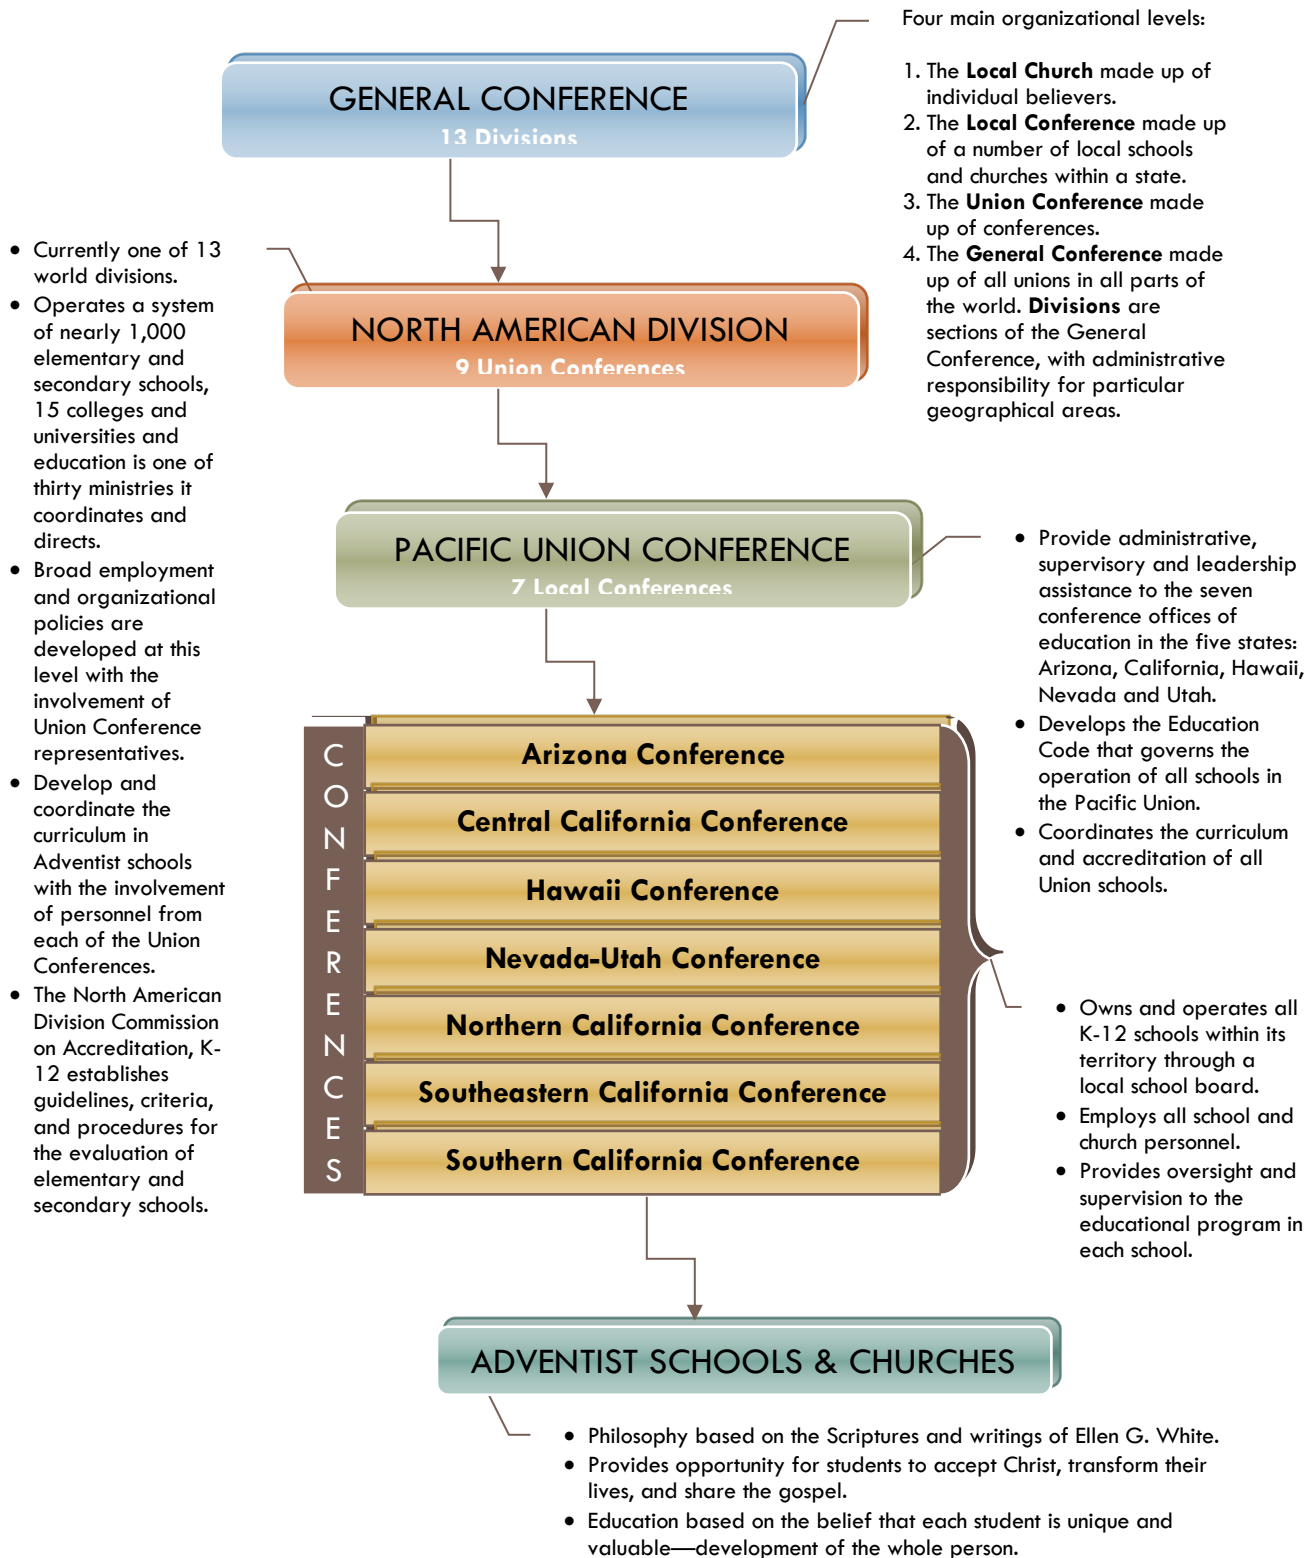 Four main organizational levels:
1. The Local Church made up of
individual believers.
2. The Local Conference made up
of a number of local schools
and churches within a state.
3. The Union Conference made
up of conferences.
4. The General Conference made
up of all unions in all parts of
the world. Divisions are
sections of the General
Conference, with administrative
responsibility for particular
geographical areas.
GENERAL CONFERENCE
13 Divisions
• Currently one of 13
world divisions.
• Operates a system
of nearly 1,000
elementary and
secondary schools,
15 colleges and
universities and
education is one of
thirty ministries it
coordinates and
directs.
• Broad employment
and organizational
policies are
developed at this
level with the
involvement of
Union Conference
representatives.
• Develop and
coordinate the
curriculum in
Adventist schools
with the involvement
of personnel from
each of the Union
Conferences.
• The North American
Division Commission
on Accreditation, K-
12 establishes
guidelines, criteria,
and procedures for
the evaluation of
elementary and
secondary schools.
NORTH AMERICAN DIVISION
9 Union Conferences
PACIFIC UNION CONFERENCE
7 Local Conferences
• Provide administrative,
supervisory and leadership
assistance to the seven
conference offices of
education in the five states:
Arizona, California, Hawaii,
Nevada and Utah.
• Develops the Education
Code that governs the
operation of all schools in
the Pacific Union.
• Coordinates the curriculum
and accreditation of all
Union schools.
CONFERENCES
Arizona Conference
Central California Conference
Hawaii Conference
Nevada-Utah Conference
Northern California Conference
Southeastern California Conference
Southern California Conference
• Owns and operates all
K-12 schools within its
territory through a
local school board.
• Employs all school and
church personnel.
• Provides oversight and
supervision to the
educational program in
each school.
ADVENTIST SCHOOLS & CHURCHES
• Philosophy based on the Scriptures and writings of Ellen G. White.
• Provides opportunity for students to accept Christ, transform their
lives, and share the gospel.
• Education based on the belief that each student is unique and
valuable—development of the whole person.